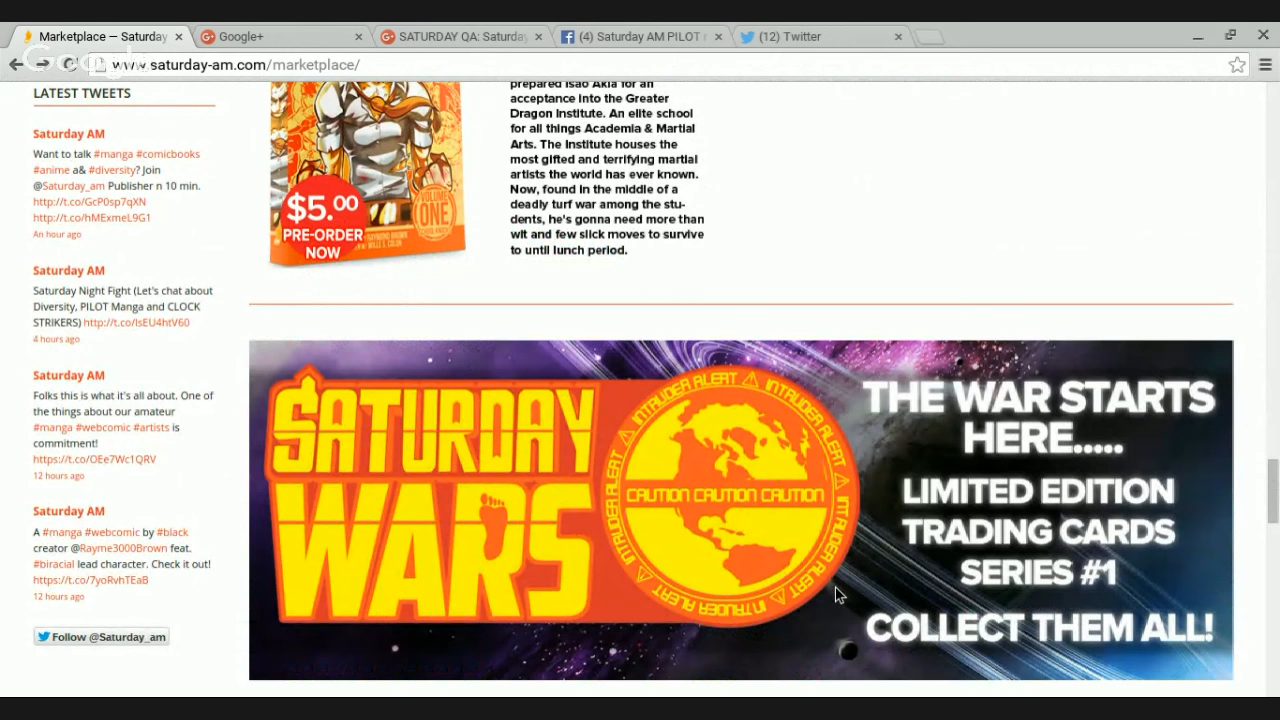 Marketplace — Saturday
Google+
SATURDAY QA: Saturda
(4) Saturday AM PILOT
(12) Twitter
www.saturday-am.com/marketplace/
LATEST TWEETS
Saturday AM
Want to talk #manga #comicbooks
#anime a& #diversity? Join
@Saturday_am Publisher n 10 min.
http://t.co/GcP0sp7qXN
http://t.co/hMExmeL9G1
An hour ago
Saturday AM
Saturday Night Fight (Let's chat about
Diversity, PILOT Manga and CLOCK
STRIKERS) http://t.co/IsEU4htV60
4 hours ago
Saturday AM
Folks this is what it's all about. One of
the things about our amateur
#manga #webcomic #artists is
commitment!
https://t.co/OEe7Wc1QRV
12 hours ago
Saturday AM
A #manga #webcomic by #black
creator @Rayme3000Brown feat.
#biracial lead character. Check it out!
https://t.co/7yoRvhTEaB
12 hours ago
Follow @Saturday_am
$5.00
PRE-ORDER
NOW
VOLUME
ONE
prepared Isao Akia for an
acceptance into the Greater
Dragon Institute. An elite school
for all things Academia & Martial
Arts. The Institute houses the
most gifted and terrifying martial
artists the world has ever known.
Now, found in the middle of a
deadly turf war among the stu-
dents, he's gonna need more than
wit and few slick moves to survive
to until lunch period.
SATURDAY
WARS
INTRUDER ALERT INTRUDER ALERT INTRUDER ALERT INTRUDER ALERT INTRUDER ALERT
CAUTION CAUTION CAUTION
THE WAR STARTS
HERE.....
LIMITED EDITION
TRADING CARDS
SERIES #1
COLLECT THEM ALL!